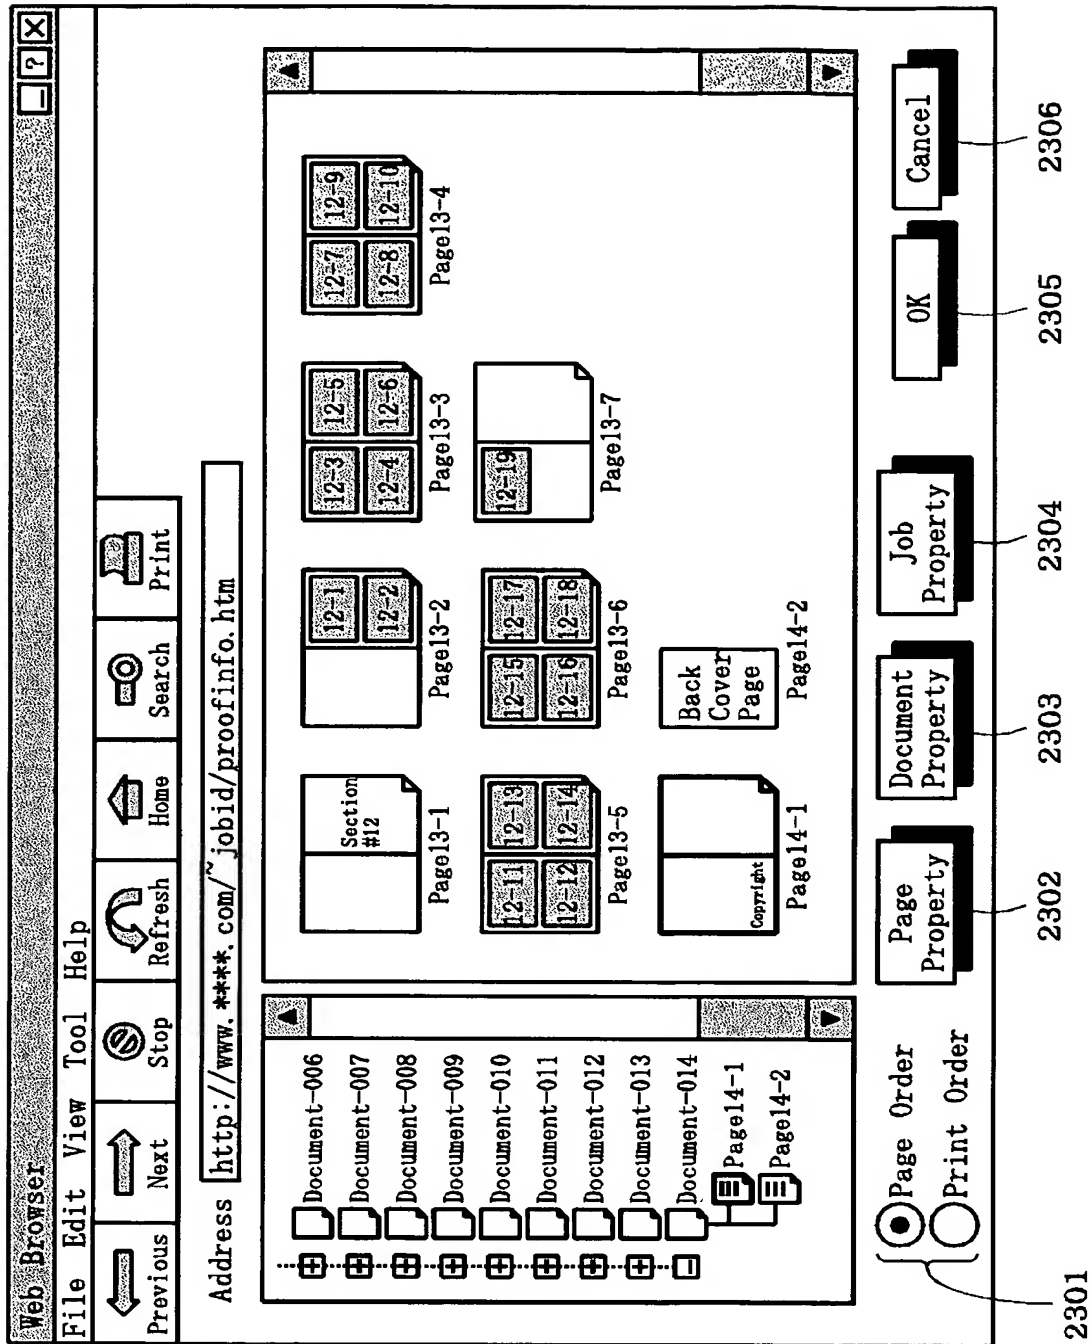 Web Browser
_ ? X
File Edit View Tool Help
Previous Next Stop Refresh Home Search Print
Address http://www.****.com/~jobid/proofinfo.htm
Document-006
Document-007
Document-008
Document-009
Document-010
Document-011
Document-012
Document-013
Document-014
Page14-1
Page14-2
Section
#12
Page13-1
12-1
12-2
Page13-2
12-3 12-5
12-4 12-6
Page13-3
12-7 12-9
12-8 12-10
Page13-4
12-11 12-13
12-12 12-14
Page13-5
12-15 12-17
12-16 12-18
Page13-6
12-19
Page13-7
Copyright
Page14-1
Back
Cover
Page
Page14-2
Page Order
Print Order
Page
Property
Document
Property
Job
Property
OK
Cancel
2301
2302
2303
2304
2305
2306